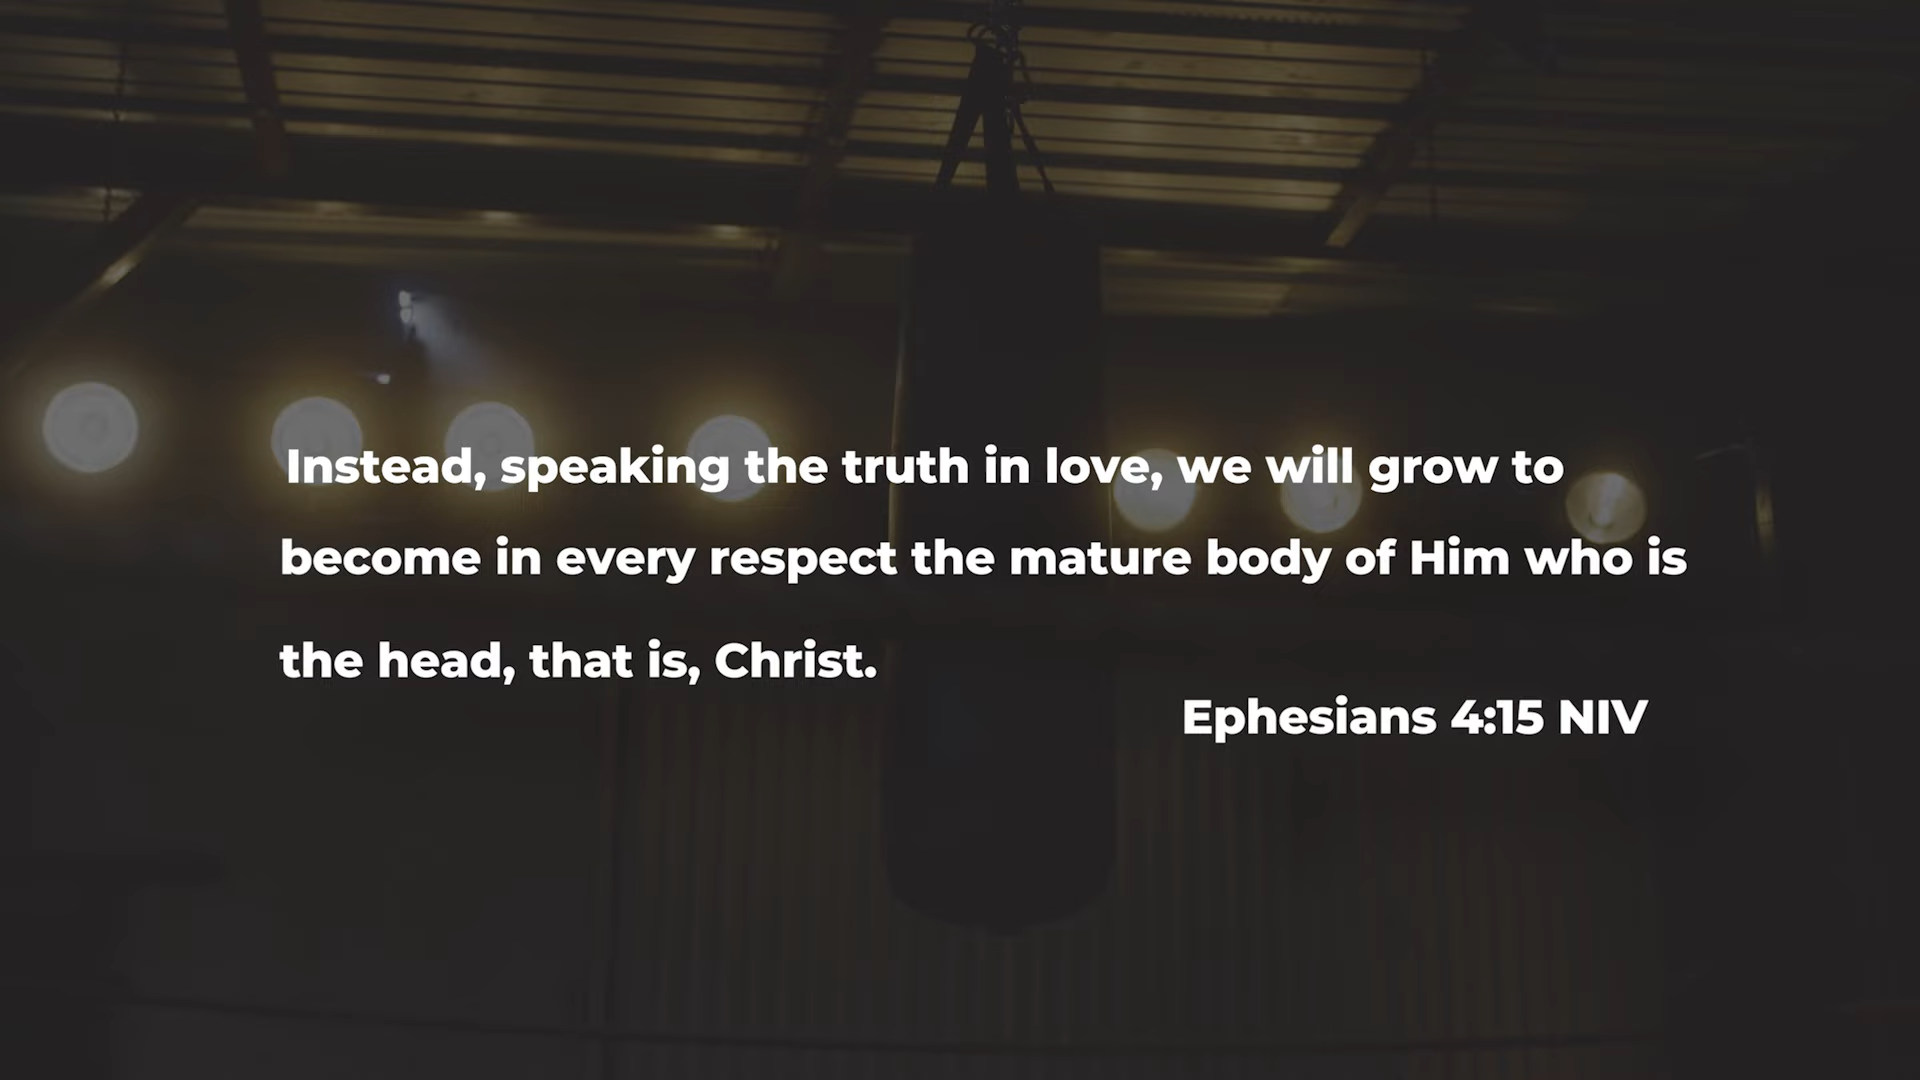 Instead, speaking the truth in love, we will grow to
become in every respect the mature body of Him who is
the head, that is, Christ.
Ephesians 4:15 NIV